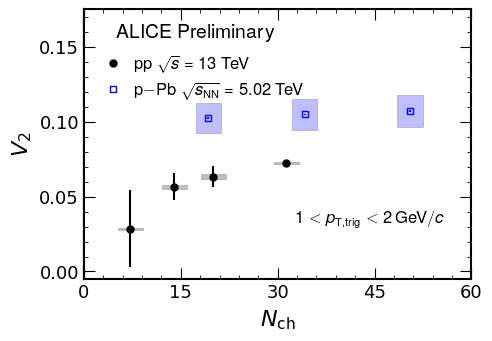 ALICE Preliminary
pp √s = 13 TeV
p−Pb √sNN = 5.02 TeV
1 < pT,trig < 2 GeV/c
V2
0.15
0.10
0.05
0.00
0 15 30 45 60
Nch